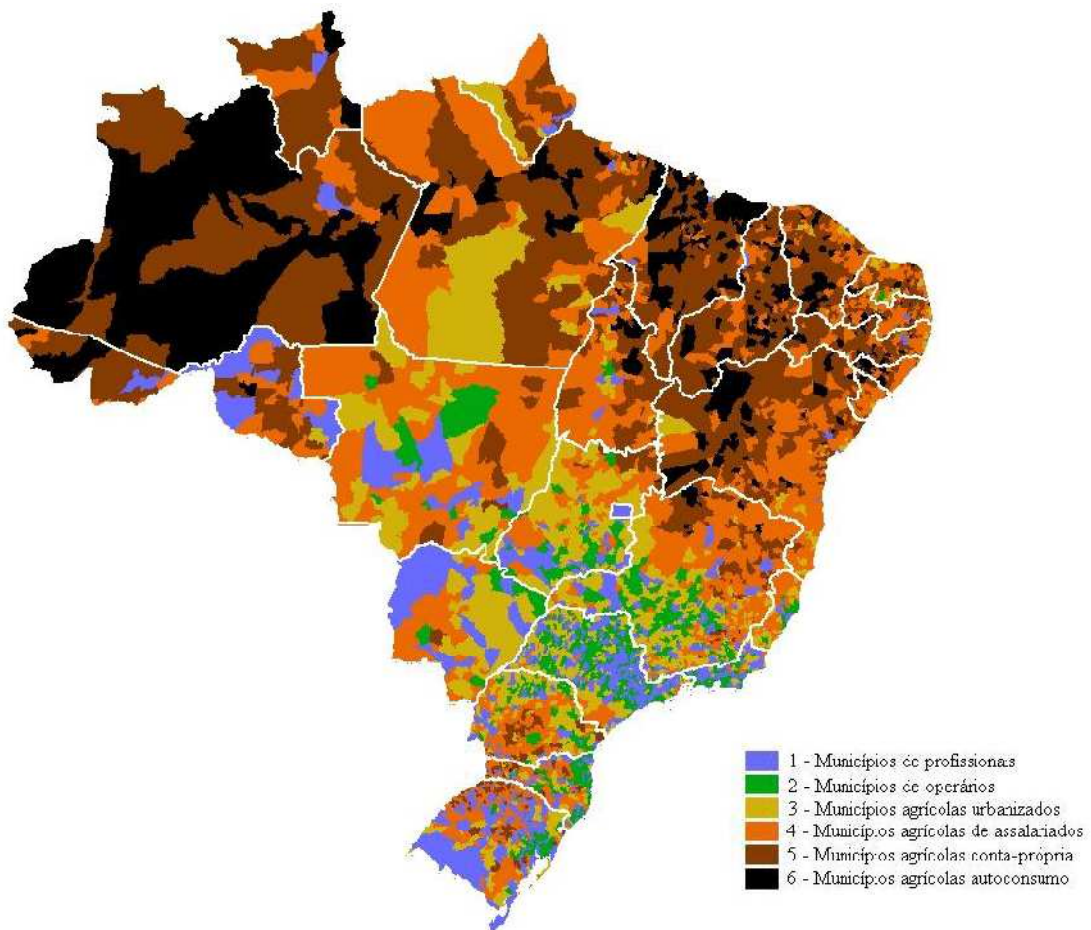 1 - Municípios de profissionais
2 - Municípios de operários
3 - Municípios agrícolas urbanizados
4 - Municípios agrícolas de assalariados
5 - Municípios agrícolas conta-própria
6 - Municípios agrícolas autoconsumo